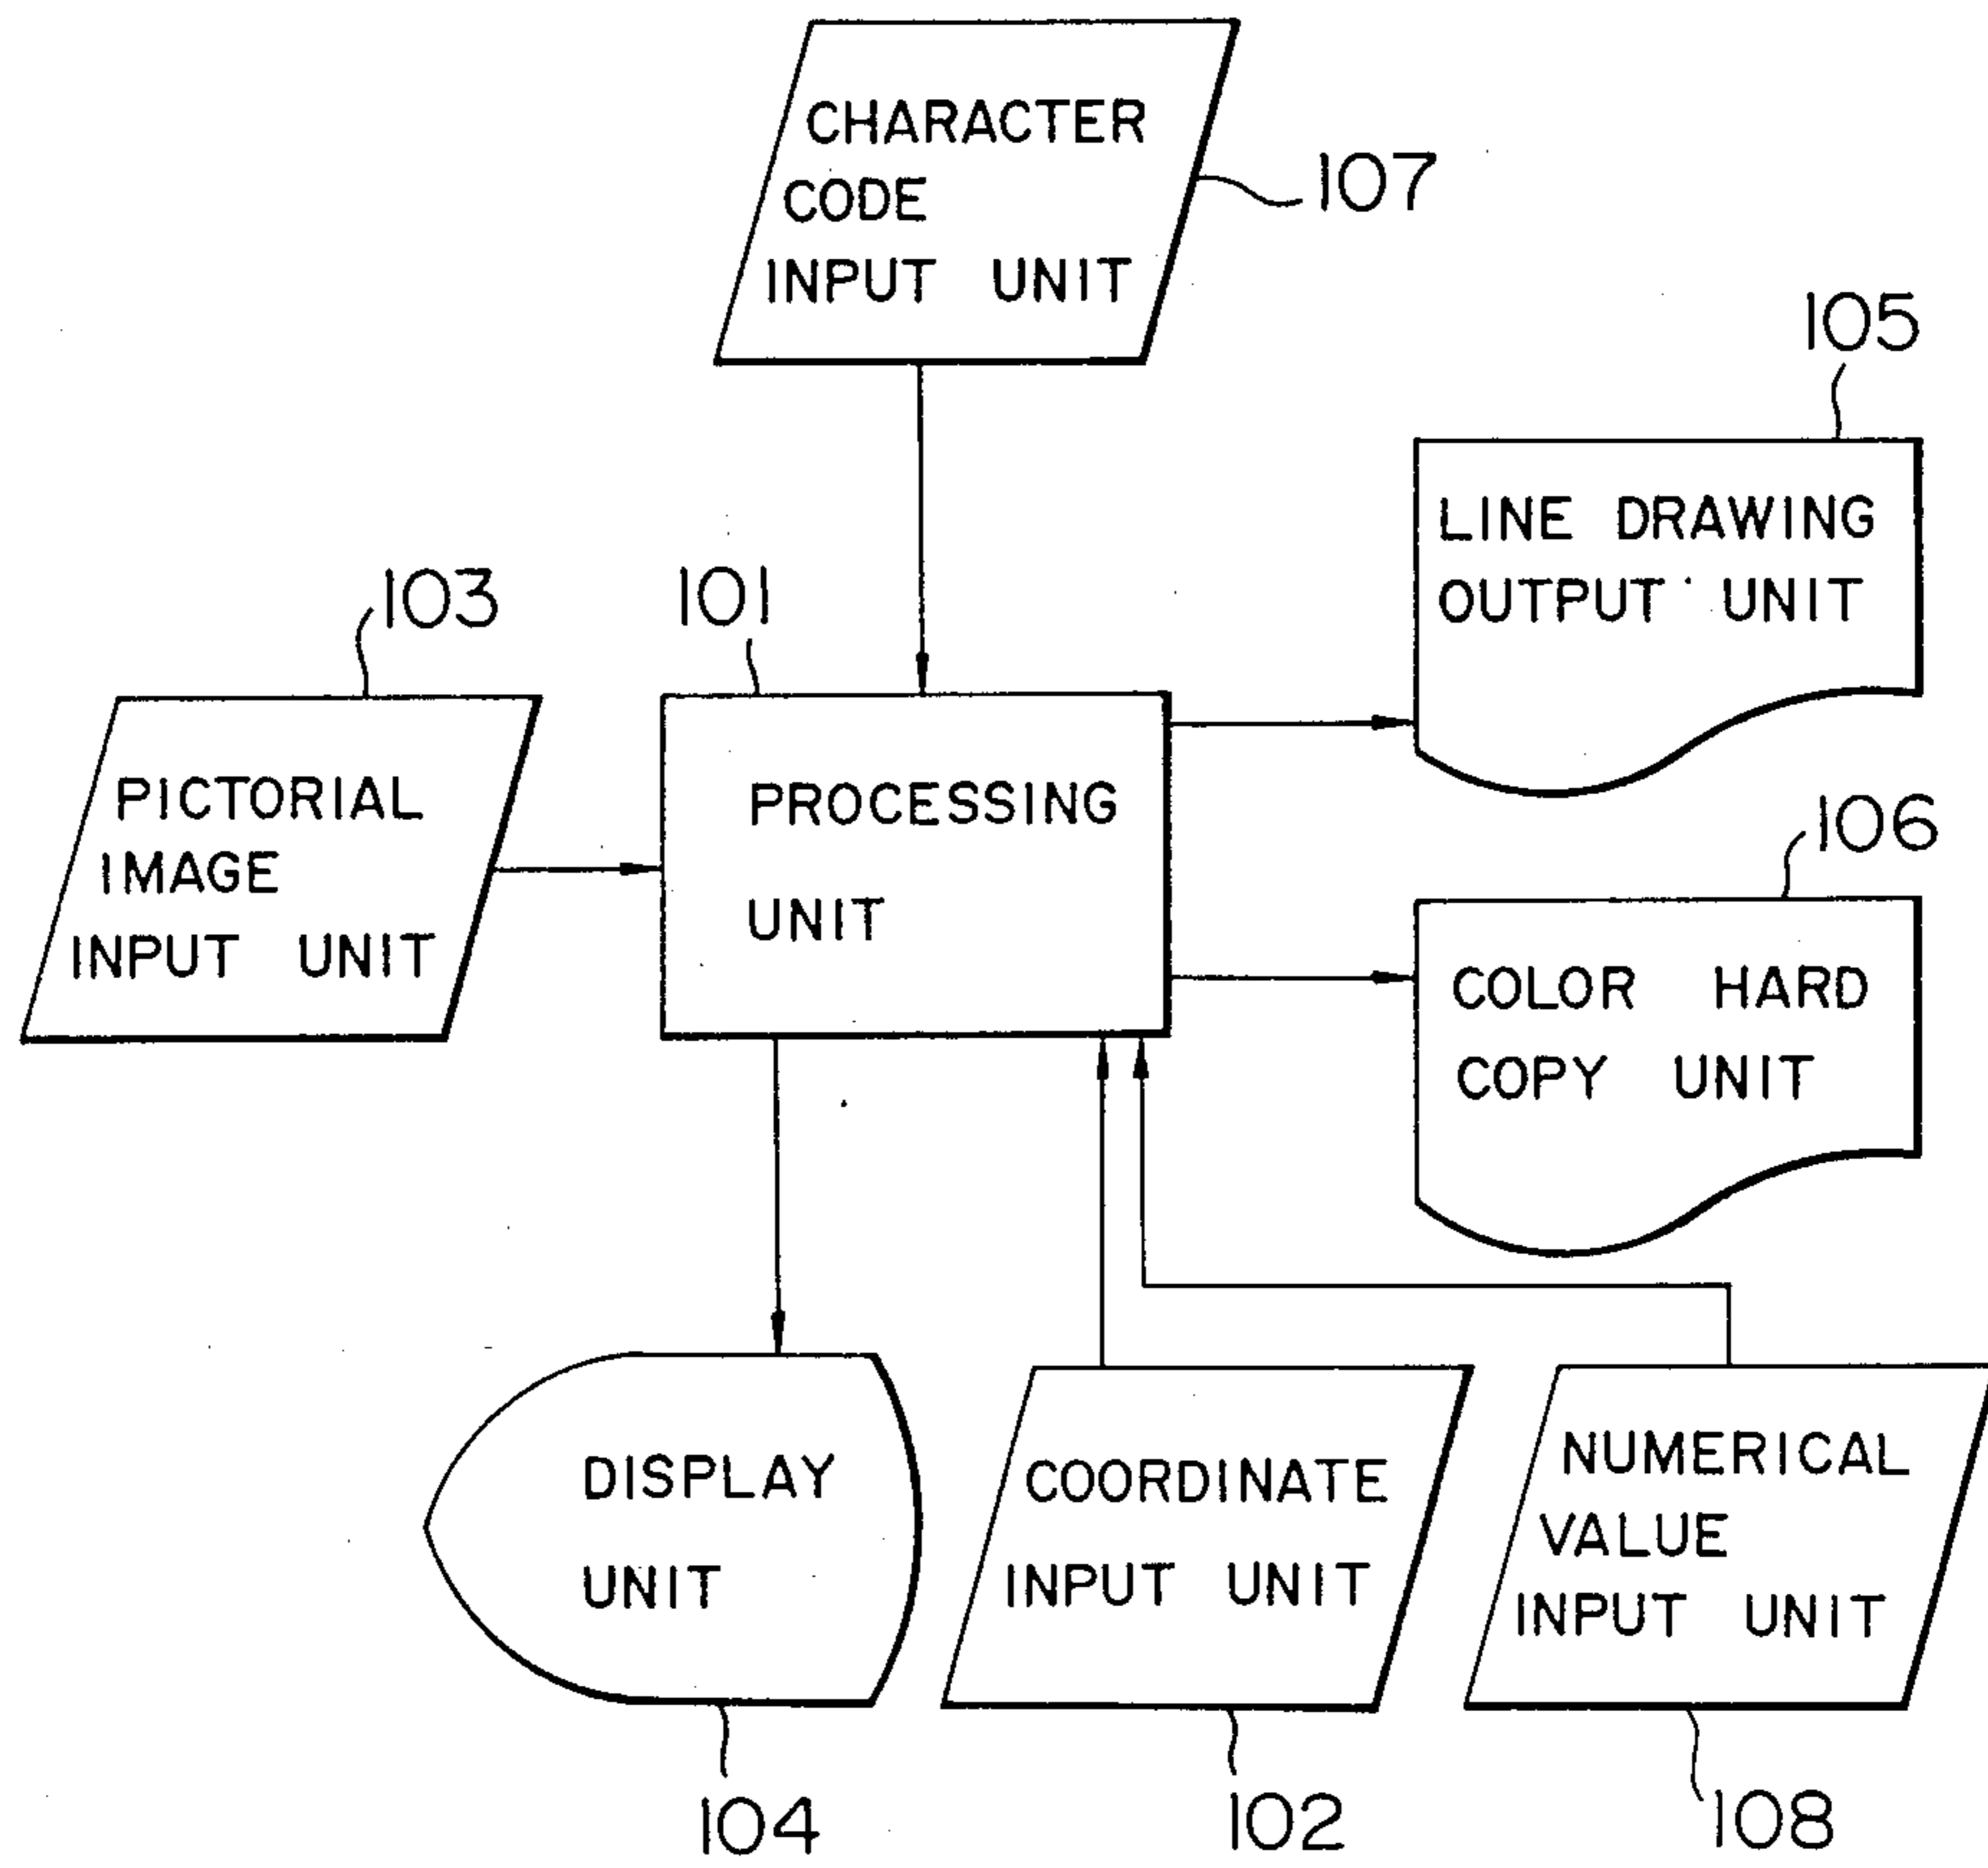 CHARACTER
CODE
INPUT UNIT
107
105
LINE DRAWING
OUTPUT UNIT
103
101
PICTORIAL
IMAGE
INPUT UNIT
PROCESSING
UNIT
106
COLOR HARD
COPY UNIT
DISPLAY
UNIT
COORDINATE
INPUT UNIT
NUMERICAL
VALUE
INPUT UNIT
104
102
108